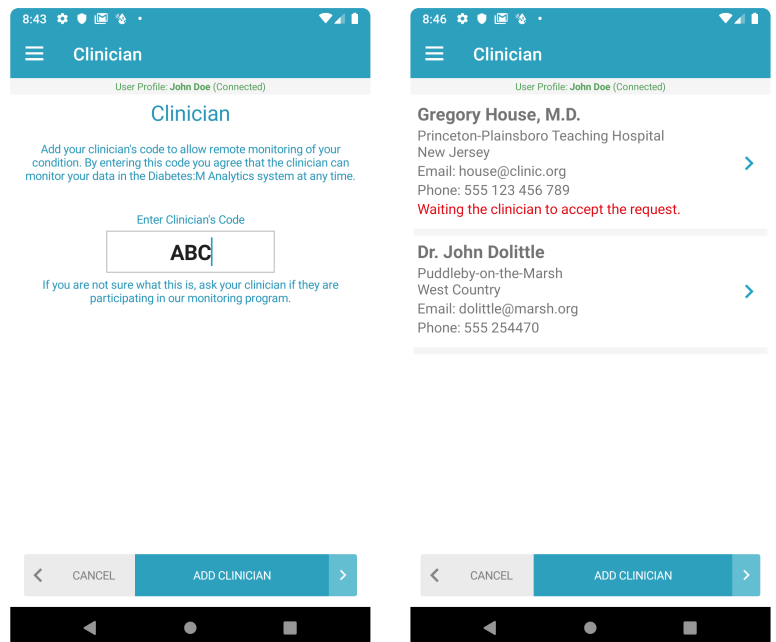 8:43
Clinician
User Profile: John Doe (Connected)
Clinician
Add your clinician's code to allow remote monitoring of your
condition. By entering this code you agree that the clinician can
monitor your data in the Diabetes:M Analytics system at any time.
Enter Clinician's Code
ABC
If you are not sure what this is, ask your clinician if they are
participating in our monitoring program.
CANCEL
ADD CLINICIAN
8:46
Clinician
User Profile: John Doe (Connected)
Gregory House, M.D.
Princeton-Plainsboro Teaching Hospital
New Jersey
Email: house@clinic.org
Phone: 555 123 456 789
Waiting the clinician to accept the request.
Dr. John Dolittle
Puddleby-on-the-Marsh
West Country
Email: dolittle@marsh.org
Phone: 555 254470
CANCEL
ADD CLINICIAN